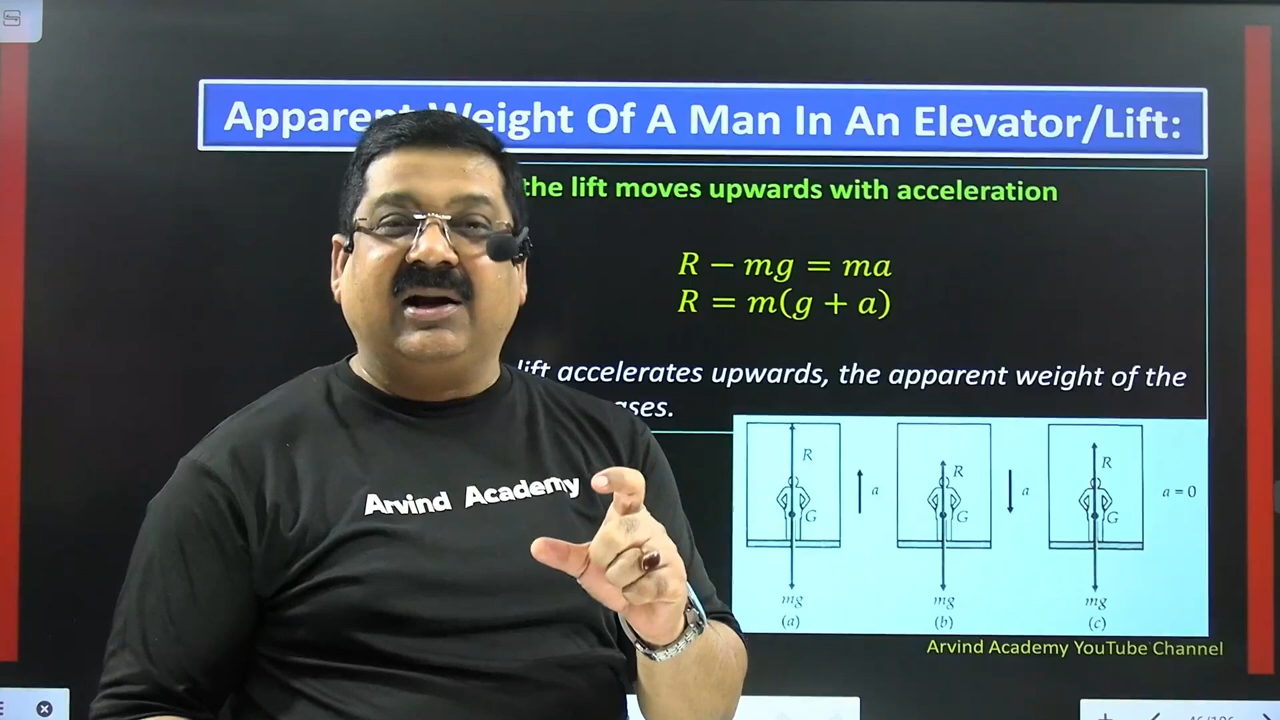 Apparent Weight Of A Man In An Elevator/Lift:
the lift moves upwards with acceleration
R − mg = ma
R = m(g + a)
lift accelerates upwards, the apparent weight of the
ases.
Arvind Academy
R
a
G
mg
(a)
R
a
G
mg
(b)
R
a = 0
G
mg
(c)
Arvind Academy YouTube Channel